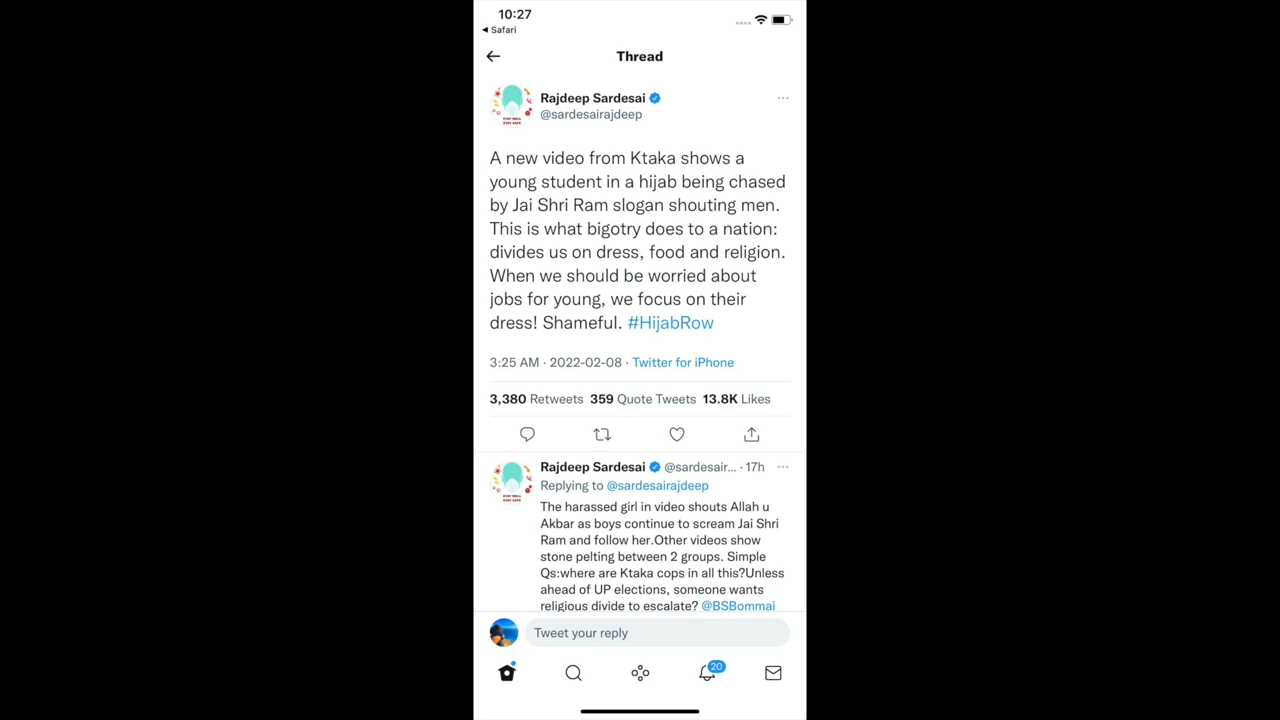 10:27
◀ Safari
Thread
Rajdeep Sardesai
@sardesairajdeep
A new video from Ktaka shows a
young student in a hijab being chased
by Jai Shri Ram slogan shouting men.
This is what bigotry does to a nation:
divides us on dress, food and religion.
When we should be worried about
jobs for young, we focus on their
dress! Shameful. #HijabRow
3:25 AM · 2022-02-08 · Twitter for iPhone
3,380 Retweets 359 Quote Tweets 13.8K Likes
Rajdeep Sardesai @sardesair... · 17h
Replying to @sardesairajdeep
The harassed girl in video shouts Allah u
Akbar as boys continue to scream Jai Shri
Ram and follow her.Other videos show
stone pelting between 2 groups. Simple
Qs:where are Ktaka cops in all this?Unless
ahead of UP elections, someone wants
religious divide to escalate? @BSBommai
Tweet your reply
20